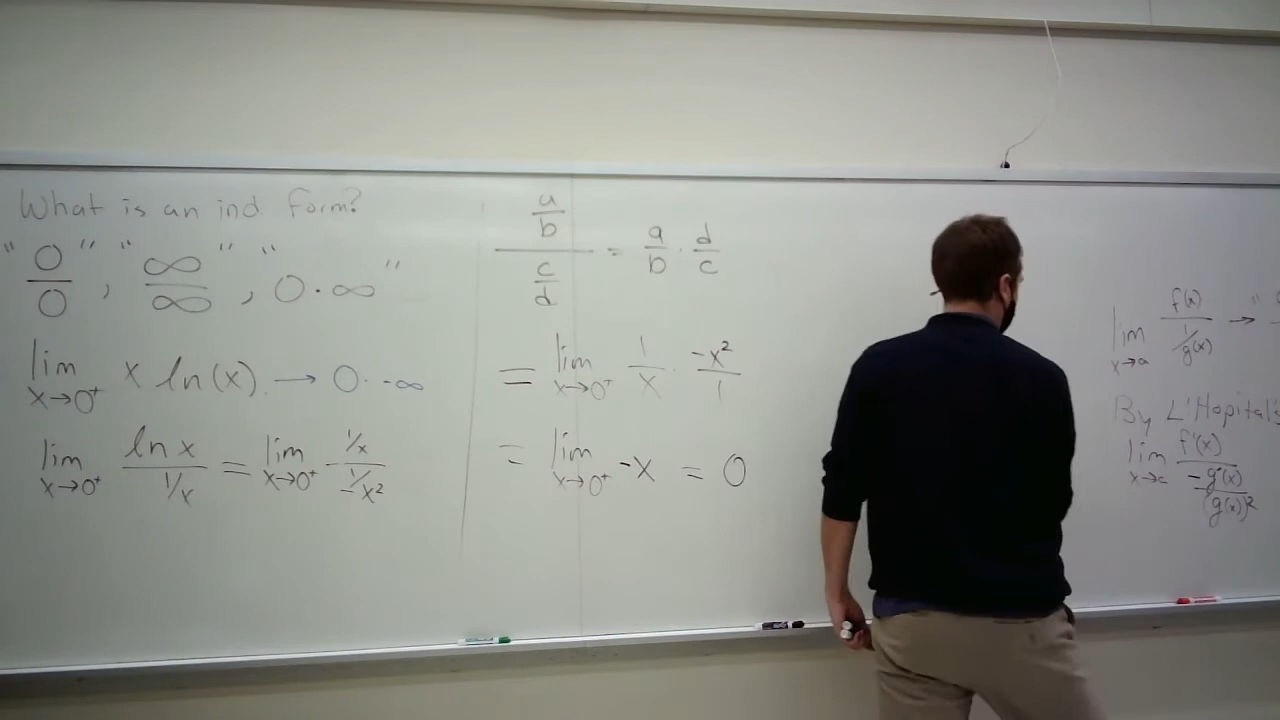 What is an ind form?
" 0/0 ", " ∞/∞ ", " 0·∞ "
lim x→0⁺ x ln(x) → 0·-∞
lim x→0⁺ ln x / 1/x = lim x→0⁺ 1/x / -1/x²
a/b / c/d = a/b · d/c
= lim x→0⁺ 1/x · -x²/1
= lim x→0⁺ -x = 0
lim x→a f(x) / 1/g(x) → "
By L'Hopital's
lim x→a f'(x) / -g'(x)/(g(x))²